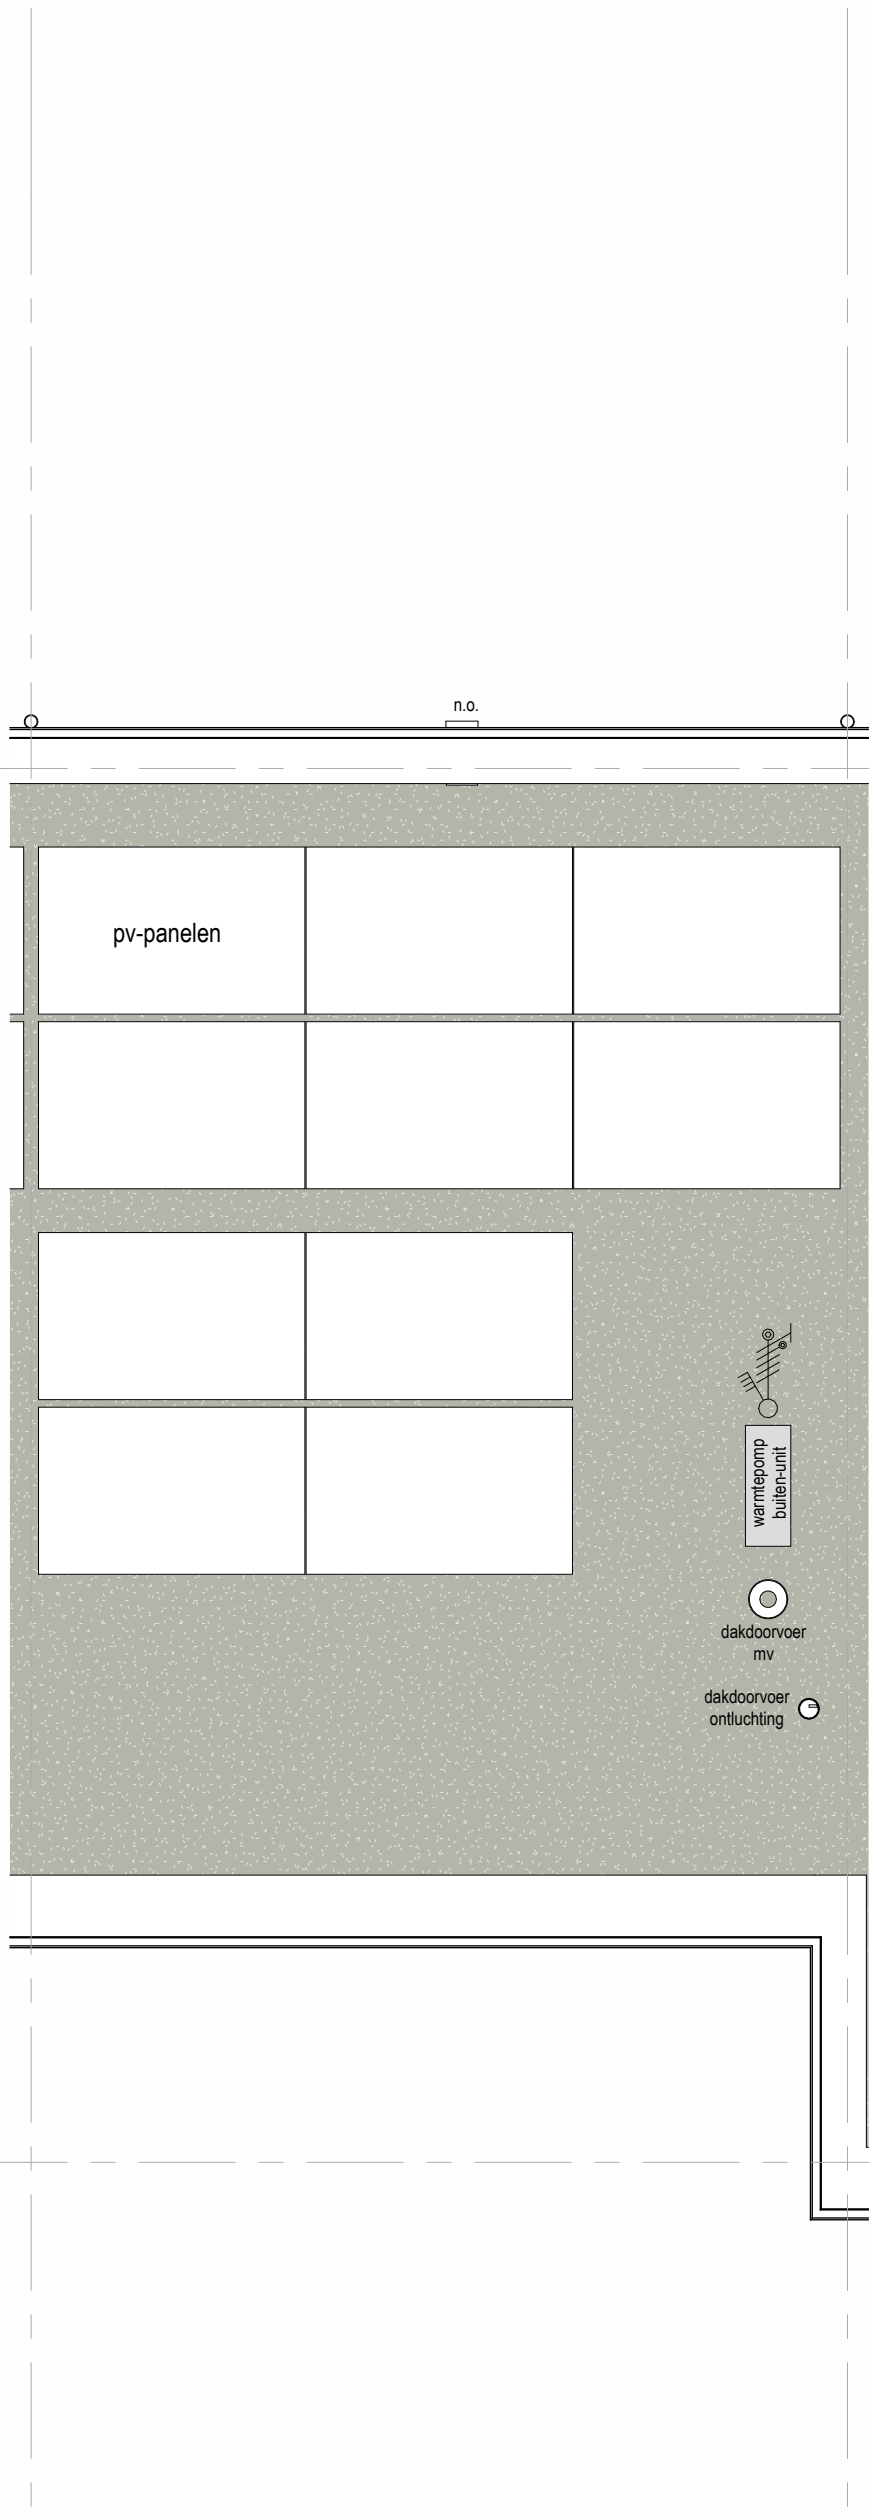 n.o.
pv-panelen
warmtepomp
buiten-unit
dakdoorvoer
mv
dakdoorvoer
ontluchting